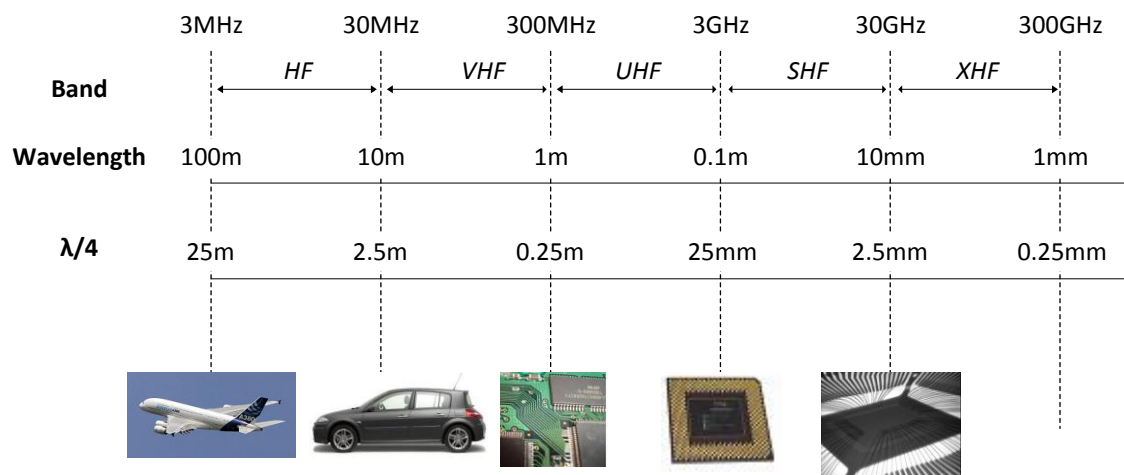 3MHz 30MHz 300MHz 3GHz 30GHz 300GHz
HF VHF UHF SHF XHF
Band
Wavelength 100m 10m 1m 0.1m 10mm 1mm
λ/4
25m 2.5m 0.25m 25mm 2.5mm 0.25mm
A380